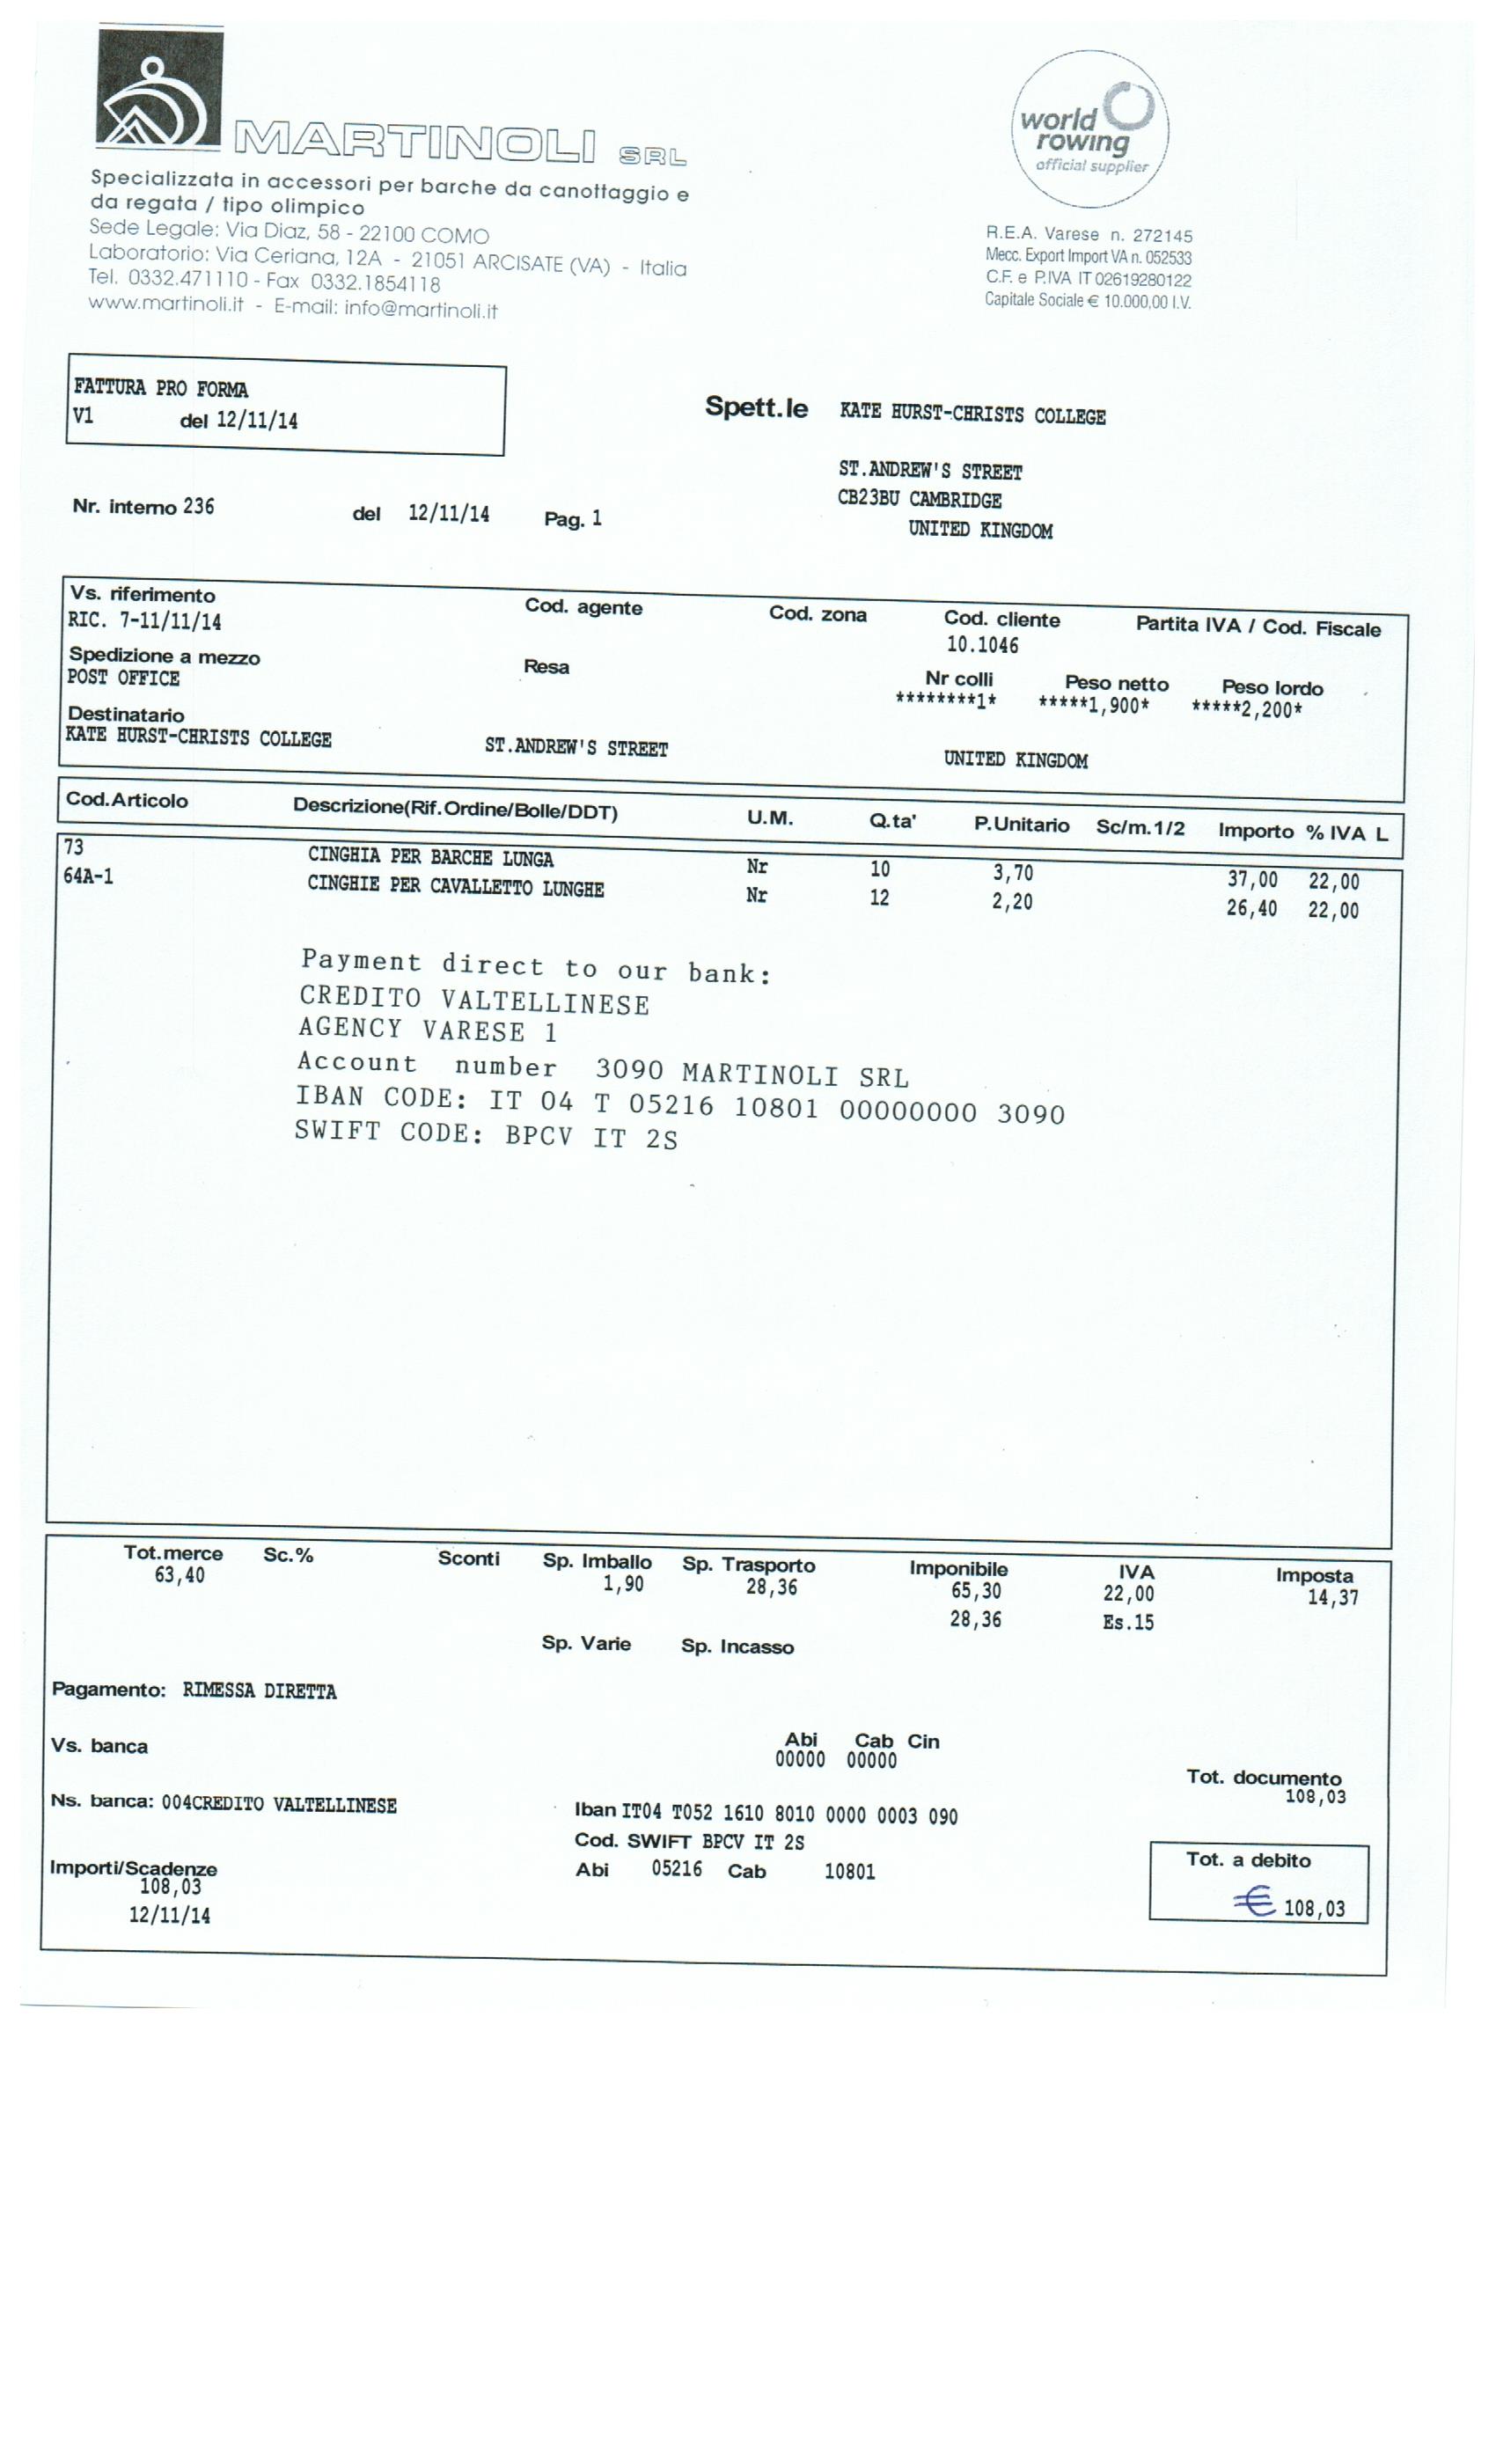 MARTINOLI SRL
Specializzata in accessori per barche da canottaggio e
da regata / tipo olimpico
Sede Legale: Via Diaz, 58 - 22100 COMO
Laboratorio: Via Ceriana, 12A - 21051 ARCISATE (VA) - Italia
Tel. 0332.471110 - Fax 0332.1854118
www.martinoli.it - E-mail: info@martinoli.it
world
rowing
official supplier
R.E.A. Varese n. 272145
Mecc. Export Import VA n. 052533
C.F. e P.IVA IT 02619280122
Capitale Sociale € 10.000,00 I.V.
FATTURA PRO FORMA
V1 del 12/11/14
Spett.le KATE HURST-CHRISTS COLLEGE
ST.ANDREW'S STREET
CB23BU CAMBRIDGE
UNITED KINGDOM
Nr. interno 236 del 12/11/14 Pag. 1
Vs. riferimento Cod. agente Cod. zona Cod. cliente Partita IVA / Cod. Fiscale
RIC. 7-11/11/14 10.1046
Spedizione a mezzo Resa Nr colli Peso netto Peso lordo
POST OFFICE ********1* *****1,900* *****2,200*
Destinatario
KATE HURST-CHRISTS COLLEGE ST.ANDREW'S STREET UNITED KINGDOM
Cod.Articolo Descrizione(Rif.Ordine/Bolle/DDT) U.M. Q.ta' P.Unitario Sc/m.1/2 Importo % IVA L
73 CINGHIA PER BARCHE LUNGA Nr 10 3,70 37,00 22,00
64A-1 CINGHIE PER CAVALLETTO LUNGHE Nr 12 2,20 26,40 22,00
Payment direct to our bank:
CREDITO VALTELLINESE
AGENCY VARESE 1
Account number 3090 MARTINOLI SRL
IBAN CODE: IT 04 T 05216 10801 00000000 3090
SWIFT CODE: BPCV IT 2S
Tot.merce Sc.% Sconti Sp. Imballo Sp. Trasporto Imponibile IVA Imposta
63,40 1,90 28,36 65,30 22,00 14,37
28,36 Es.15
Sp. Varie Sp. Incasso
Pagamento: RIMESSA DIRETTA
Vs. banca Abi Cab Cin
00000 00000
Tot. documento
108,03
Ns. banca: 004CREDITO VALTELLINESE Iban IT04 T052 1610 8010 0000 0003 090
Cod. SWIFT BPCV IT 2S
Importi/Scadenze Abi 05216 Cab 10801 Tot. a debito
108,03 € 108,03
12/11/14